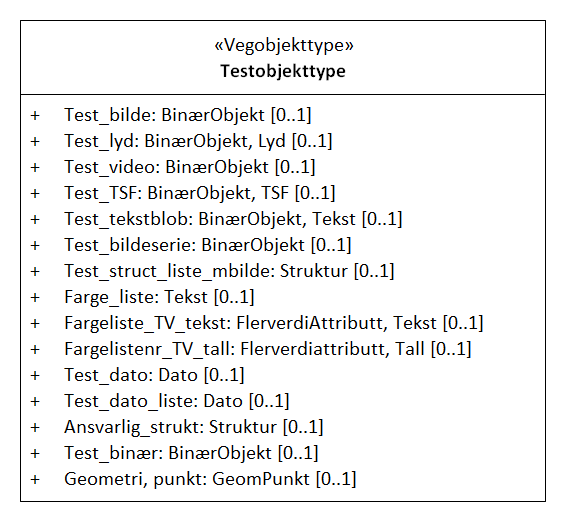 «Vegobjekttype»
Testobjekttype
+ Test_bilde: BinærObjekt [0..1]
+ Test_lyd: BinærObjekt, Lyd [0..1]
+ Test_video: BinærObjekt [0..1]
+ Test_TSF: BinærObjekt, TSF [0..1]
+ Test_tekstblob: BinærObjekt, Tekst [0..1]
+ Test_bildeserie: BinærObjekt [0..1]
+ Test_struct_liste_mbilde: Struktur [0..1]
+ Farge_liste: Tekst [0..1]
+ Fargeliste_TV_tekst: FlerverdiAttributt, Tekst [0..1]
+ Fargelistenr_TV_tall: Flerverdiattributt, Tall [0..1]
+ Test_dato: Dato [0..1]
+ Test_dato_liste: Dato [0..1]
+ Ansvarlig_strukt: Struktur [0..1]
+ Test_binær: BinærObjekt [0..1]
+ Geometri, punkt: GeomPunkt [0..1]